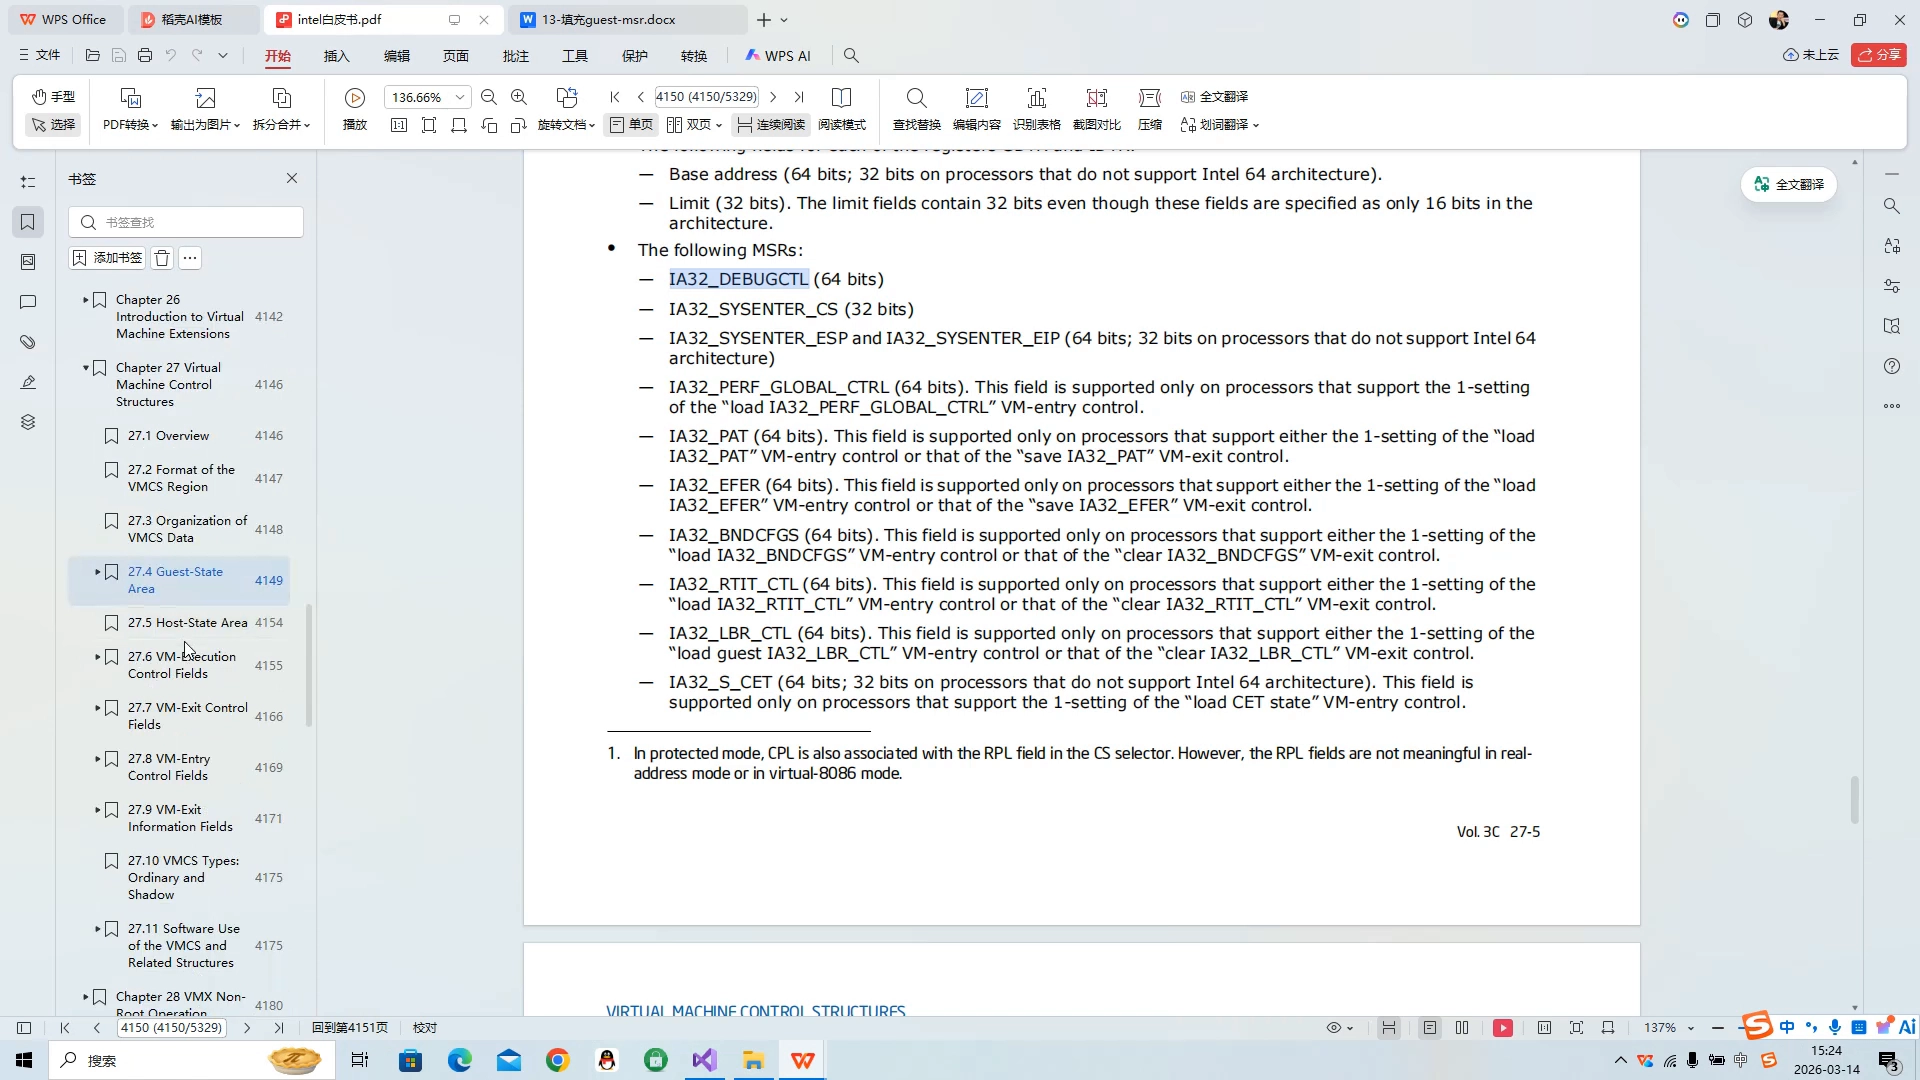 WPS Office
稻壳AI模板
intel白皮书.pdf
13-填充guest-msr.docx
文件
开始
插入
编辑
页面
批注
工具
保护
转换
WPS AI
未上云
分享
手型
选择
PDF转换
输出为图片
拆分合并
播放
136.66%
旋转文档
4150 (4150/5329)
单页
双页
连续阅读
阅读模式
查找替换
编辑内容
识别表格
截图对比
压缩
全文翻译
划词翻译
书签
书签查找
添加书签
Chapter 26
Introduction to Virtual
Machine Extensions
4142
Chapter 27 Virtual
Machine Control
Structures
4146
27.1 Overview 4146
27.2 Format of the
VMCS Region
4147
27.3 Organization of
VMCS Data
4148
27.4 Guest-State
Area
4149
27.5 Host-State Area 4154
27.6 VM-Execution
Control Fields
4155
27.7 VM-Exit Control
Fields
4166
27.8 VM-Entry
Control Fields
4169
27.9 VM-Exit
Information Fields
4171
27.10 VMCS Types:
Ordinary and
Shadow
4175
27.11 Software Use
of the VMCS and
Related Structures
4175
Chapter 28 VMX Non-
Root Operation
4180
— Base address (64 bits; 32 bits on processors that do not support Intel 64 architecture).
— Limit (32 bits). The limit fields contain 32 bits even though these fields are specified as only 16 bits in the
architecture.
• The following MSRs:
— IA32_DEBUGCTL (64 bits)
— IA32_SYSENTER_CS (32 bits)
— IA32_SYSENTER_ESP and IA32_SYSENTER_EIP (64 bits; 32 bits on processors that do not support Intel 64
architecture)
— IA32_PERF_GLOBAL_CTRL (64 bits). This field is supported only on processors that support the 1-setting
of the “load IA32_PERF_GLOBAL_CTRL” VM-entry control.
— IA32_PAT (64 bits). This field is supported only on processors that support either the 1-setting of the “load
IA32_PAT” VM-entry control or that of the “save IA32_PAT” VM-exit control.
— IA32_EFER (64 bits). This field is supported only on processors that support either the 1-setting of the “load
IA32_EFER” VM-entry control or that of the “save IA32_EFER” VM-exit control.
— IA32_BNDCFGS (64 bits). This field is supported only on processors that support either the 1-setting of the
“load IA32_BNDCFGS” VM-entry control or that of the “clear IA32_BNDCFGS” VM-exit control.
— IA32_RTIT_CTL (64 bits). This field is supported only on processors that support either the 1-setting of the
“load IA32_RTIT_CTL” VM-entry control or that of the “clear IA32_RTIT_CTL” VM-exit control.
— IA32_LBR_CTL (64 bits). This field is supported only on processors that support either the 1-setting of the
“load guest IA32_LBR_CTL” VM-entry control or that of the “clear IA32_LBR_CTL” VM-exit control.
— IA32_S_CET (64 bits; 32 bits on processors that do not support Intel 64 architecture). This field is
supported only on processors that support the 1-setting of the “load CET state” VM-entry control.
1. In protected mode, CPL is also associated with the RPL field in the CS selector. However, the RPL fields are not meaningful in real-
address mode or in virtual-8086 mode.
Vol. 3C 27-5
VIRTUAL MACHINE CONTROL STRUCTURES
全文翻译
4150 (4150/5329)
回到第4151页
校对
137%
中
Ai
搜索
中
15:24
2026-03-14
3